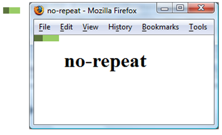 no-repeat - Mozilla Firefox
File Edit View History Bookmarks Tools
no-repeat